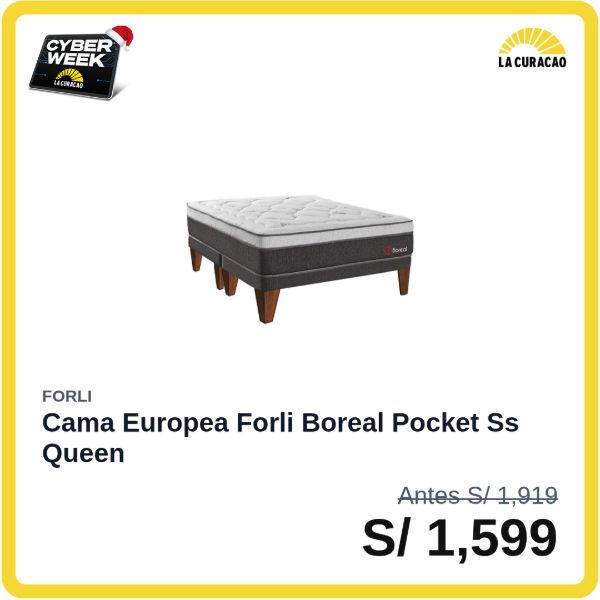 CYBER
WEEK
LA CURACAO
LA CURACAO
Boreal
FORLI
Cama Europea Forli Boreal Pocket Ss
Queen
Antes S/ 1,919
S/ 1,599